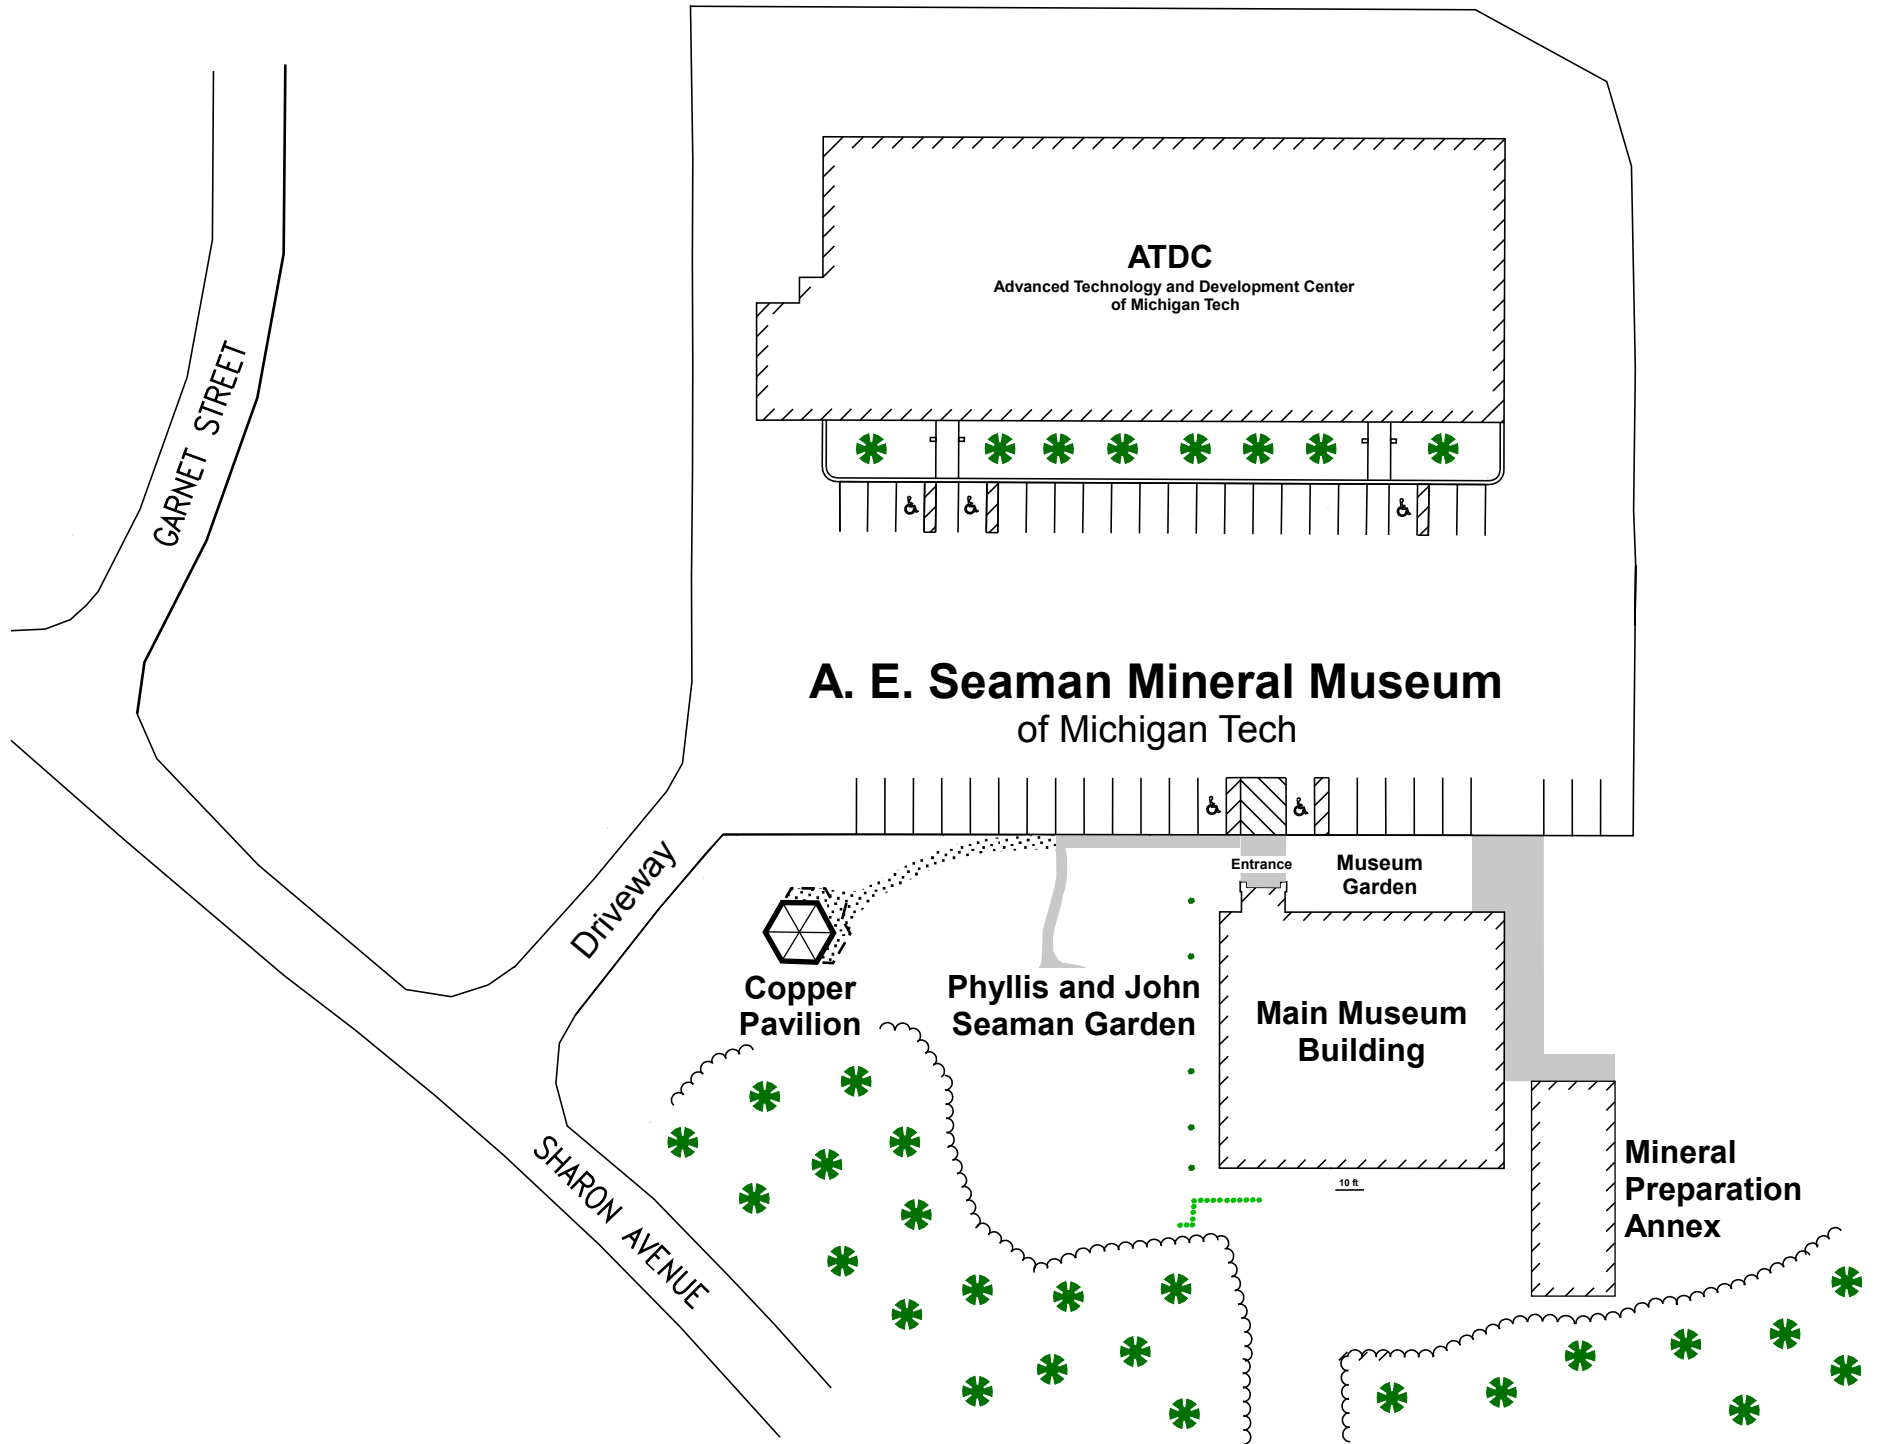 ATDC
Advanced Technology and Development Center
of Michigan Tech
GARNET STREET
A. E. Seaman Mineral Museum
of Michigan Tech
Driveway
Entrance
Museum
Garden
Copper
Pavilion
Phyllis and John
Seaman Garden
Main Museum
Building
SHARON AVENUE
10 ft
Mineral
Preparation
Annex